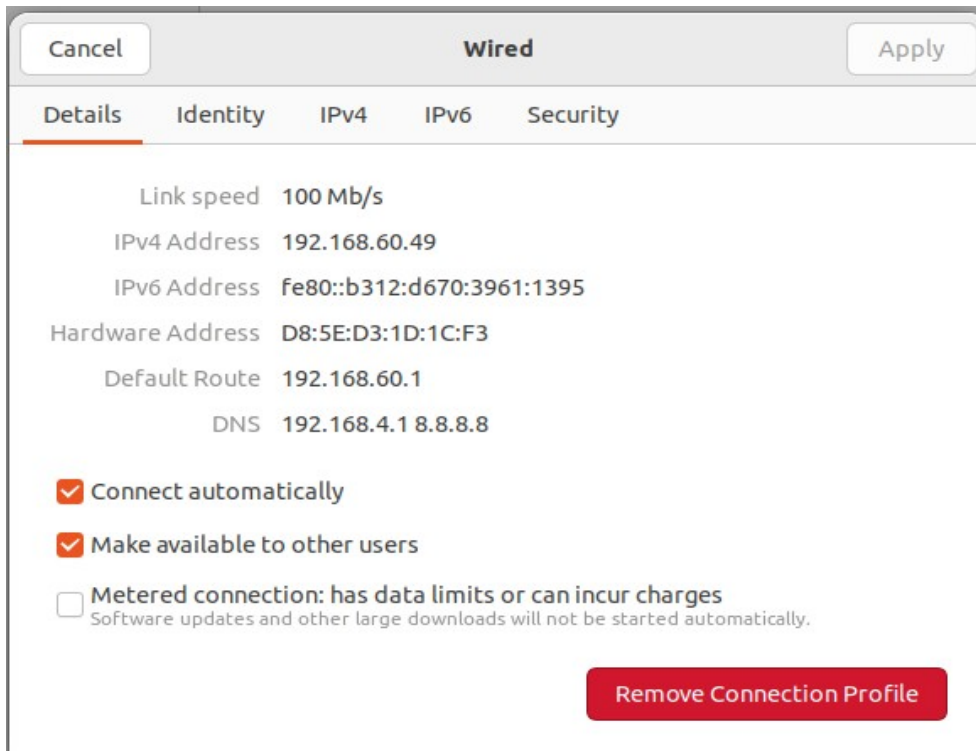 Cancel Wired Apply
Details Identity IPv4 IPv6 Security
Link speed 100 Mb/s
IPv4 Address 192.168.60.49
IPv6 Address fe80::b312:d670:3961:1395
Hardware Address D8:5E:D3:1D:1C:F3
Default Route 192.168.60.1
DNS 192.168.4.1 8.8.8.8
Connect automatically
Make available to other users
Metered connection: has data limits or can incur charges
Software updates and other large downloads will not be started automatically.
Remove Connection Profile